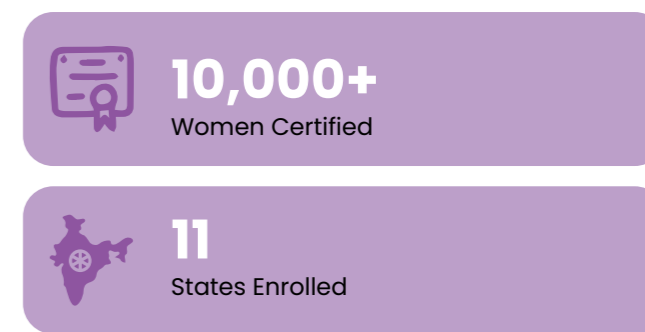 10,000+
Women Certified
11
States Enrolled